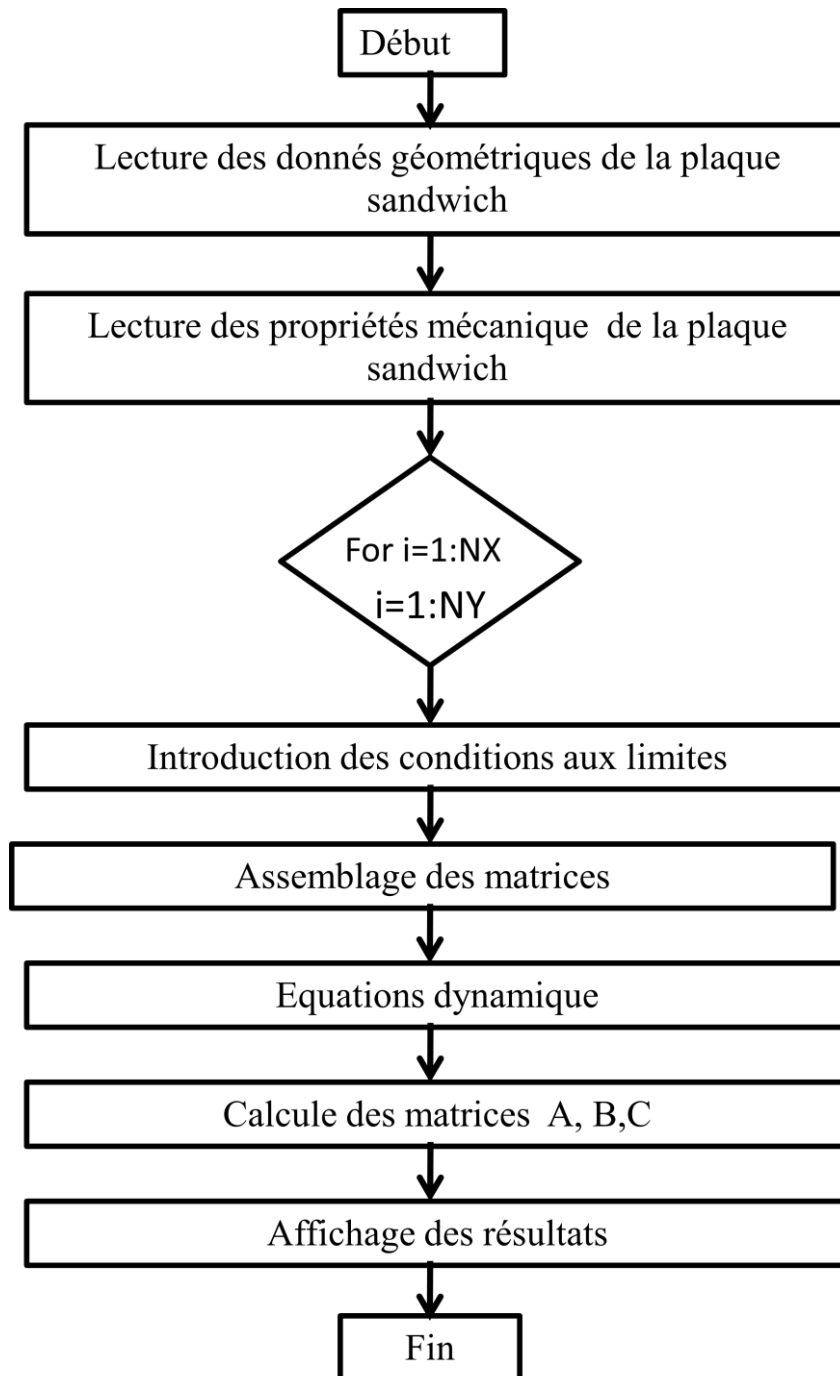 Début
Lecture des donnés géométriques de la plaque
sandwich
Lecture des propriétés mécanique de la plaque
sandwich
For i=1:NX
i=1:NY
Introduction des conditions aux limites
Assemblage des matrices
Equations dynamique
Calcule des matrices A, B,C
Affichage des résultats
Fin